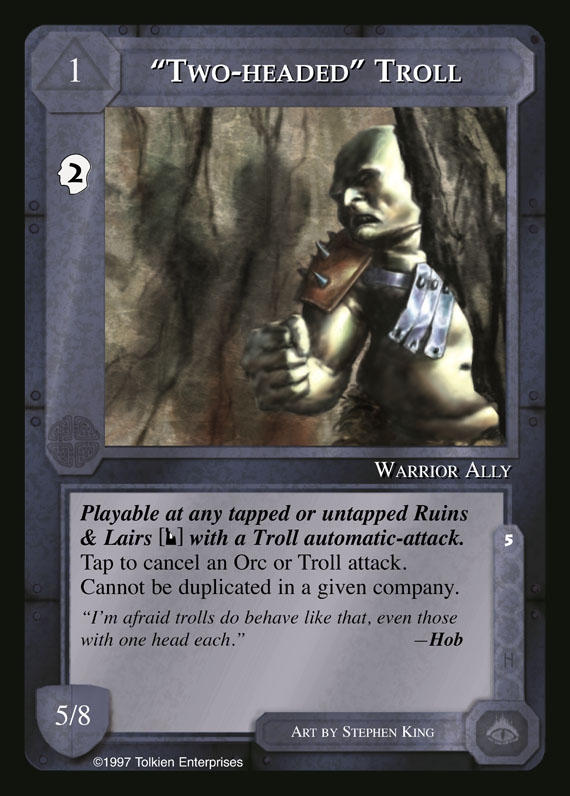 1
“Two-headed” Troll
2
Warrior Ally
Playable at any tapped or untapped Ruins
& Lairs [] with a Troll automatic-attack.
Tap to cancel an Orc or Troll attack.
Cannot be duplicated in a given company.
“I’m afraid trolls do behave like that, even those
with one head each.” –Hob
5
H
5/8
Art by Stephen King
©1997 Tolkien Enterprises